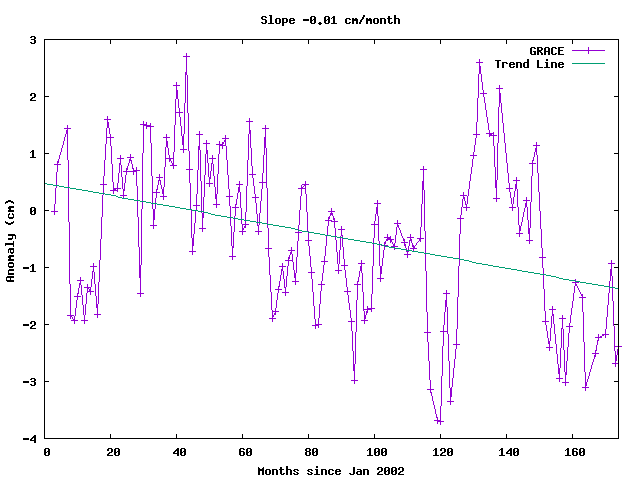 Slope -0.01 cm/month
GRACE
Trend Line
3
2
1
0
-1
-2
-3
-4
Anomaly (cm)
0 20 40 60 80 100 120 140 160
Months since Jan 2002